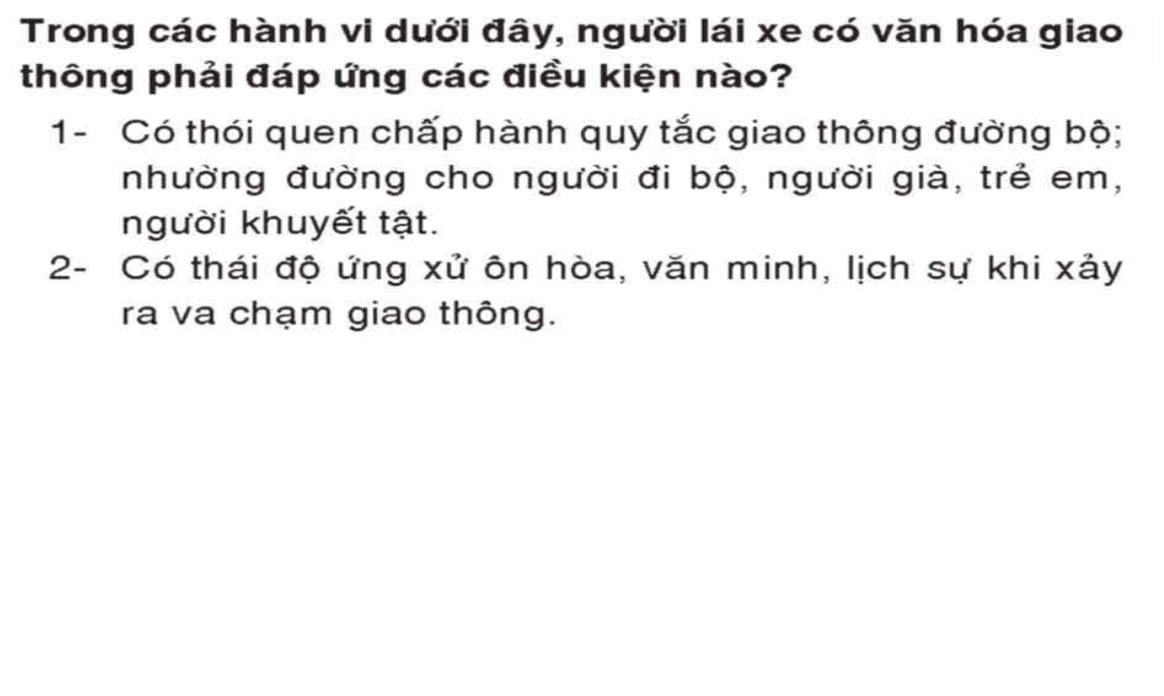 Trong các hành vi dưới đây, người lái xe có văn hóa giao
thông phải đáp ứng các điều kiện nào?
1- Có thói quen chấp hành quy tắc giao thông đường bộ;
nhường đường cho người đi bộ, người già, trẻ em,
người khuyết tật.
2- Có thái độ ứng xử ôn hòa, văn minh, lịch sự khi xảy
ra va chạm giao thông.